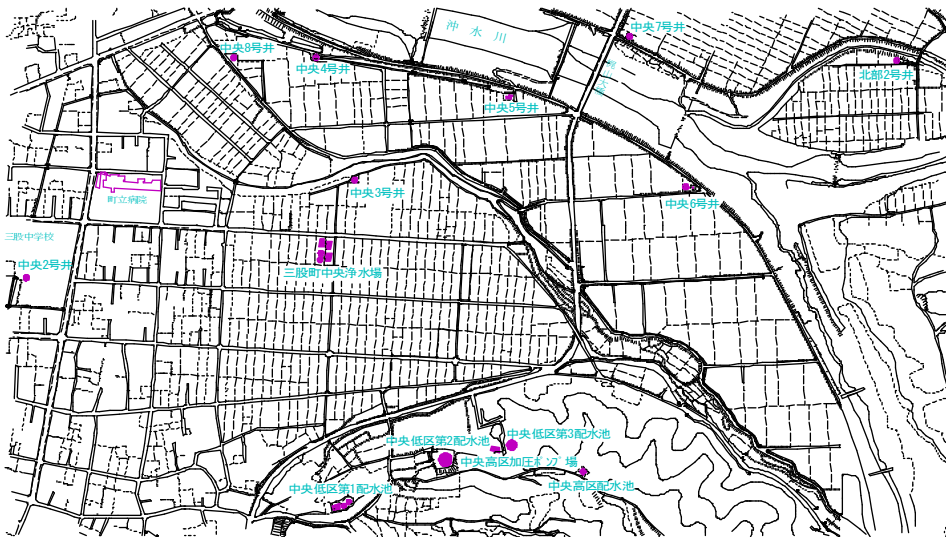 沖水川
中央7号井
中央8号井
中央4号井
北部2号井
中央5号井
中央3号井
町立病院
中央6号井
三股中学校
中央2号井
三股町中央浄水場
中央低区第2配水池
中央低区第3配水池
中央高区加圧ポンプ場
中央高区配水池
中央低区第1配水池